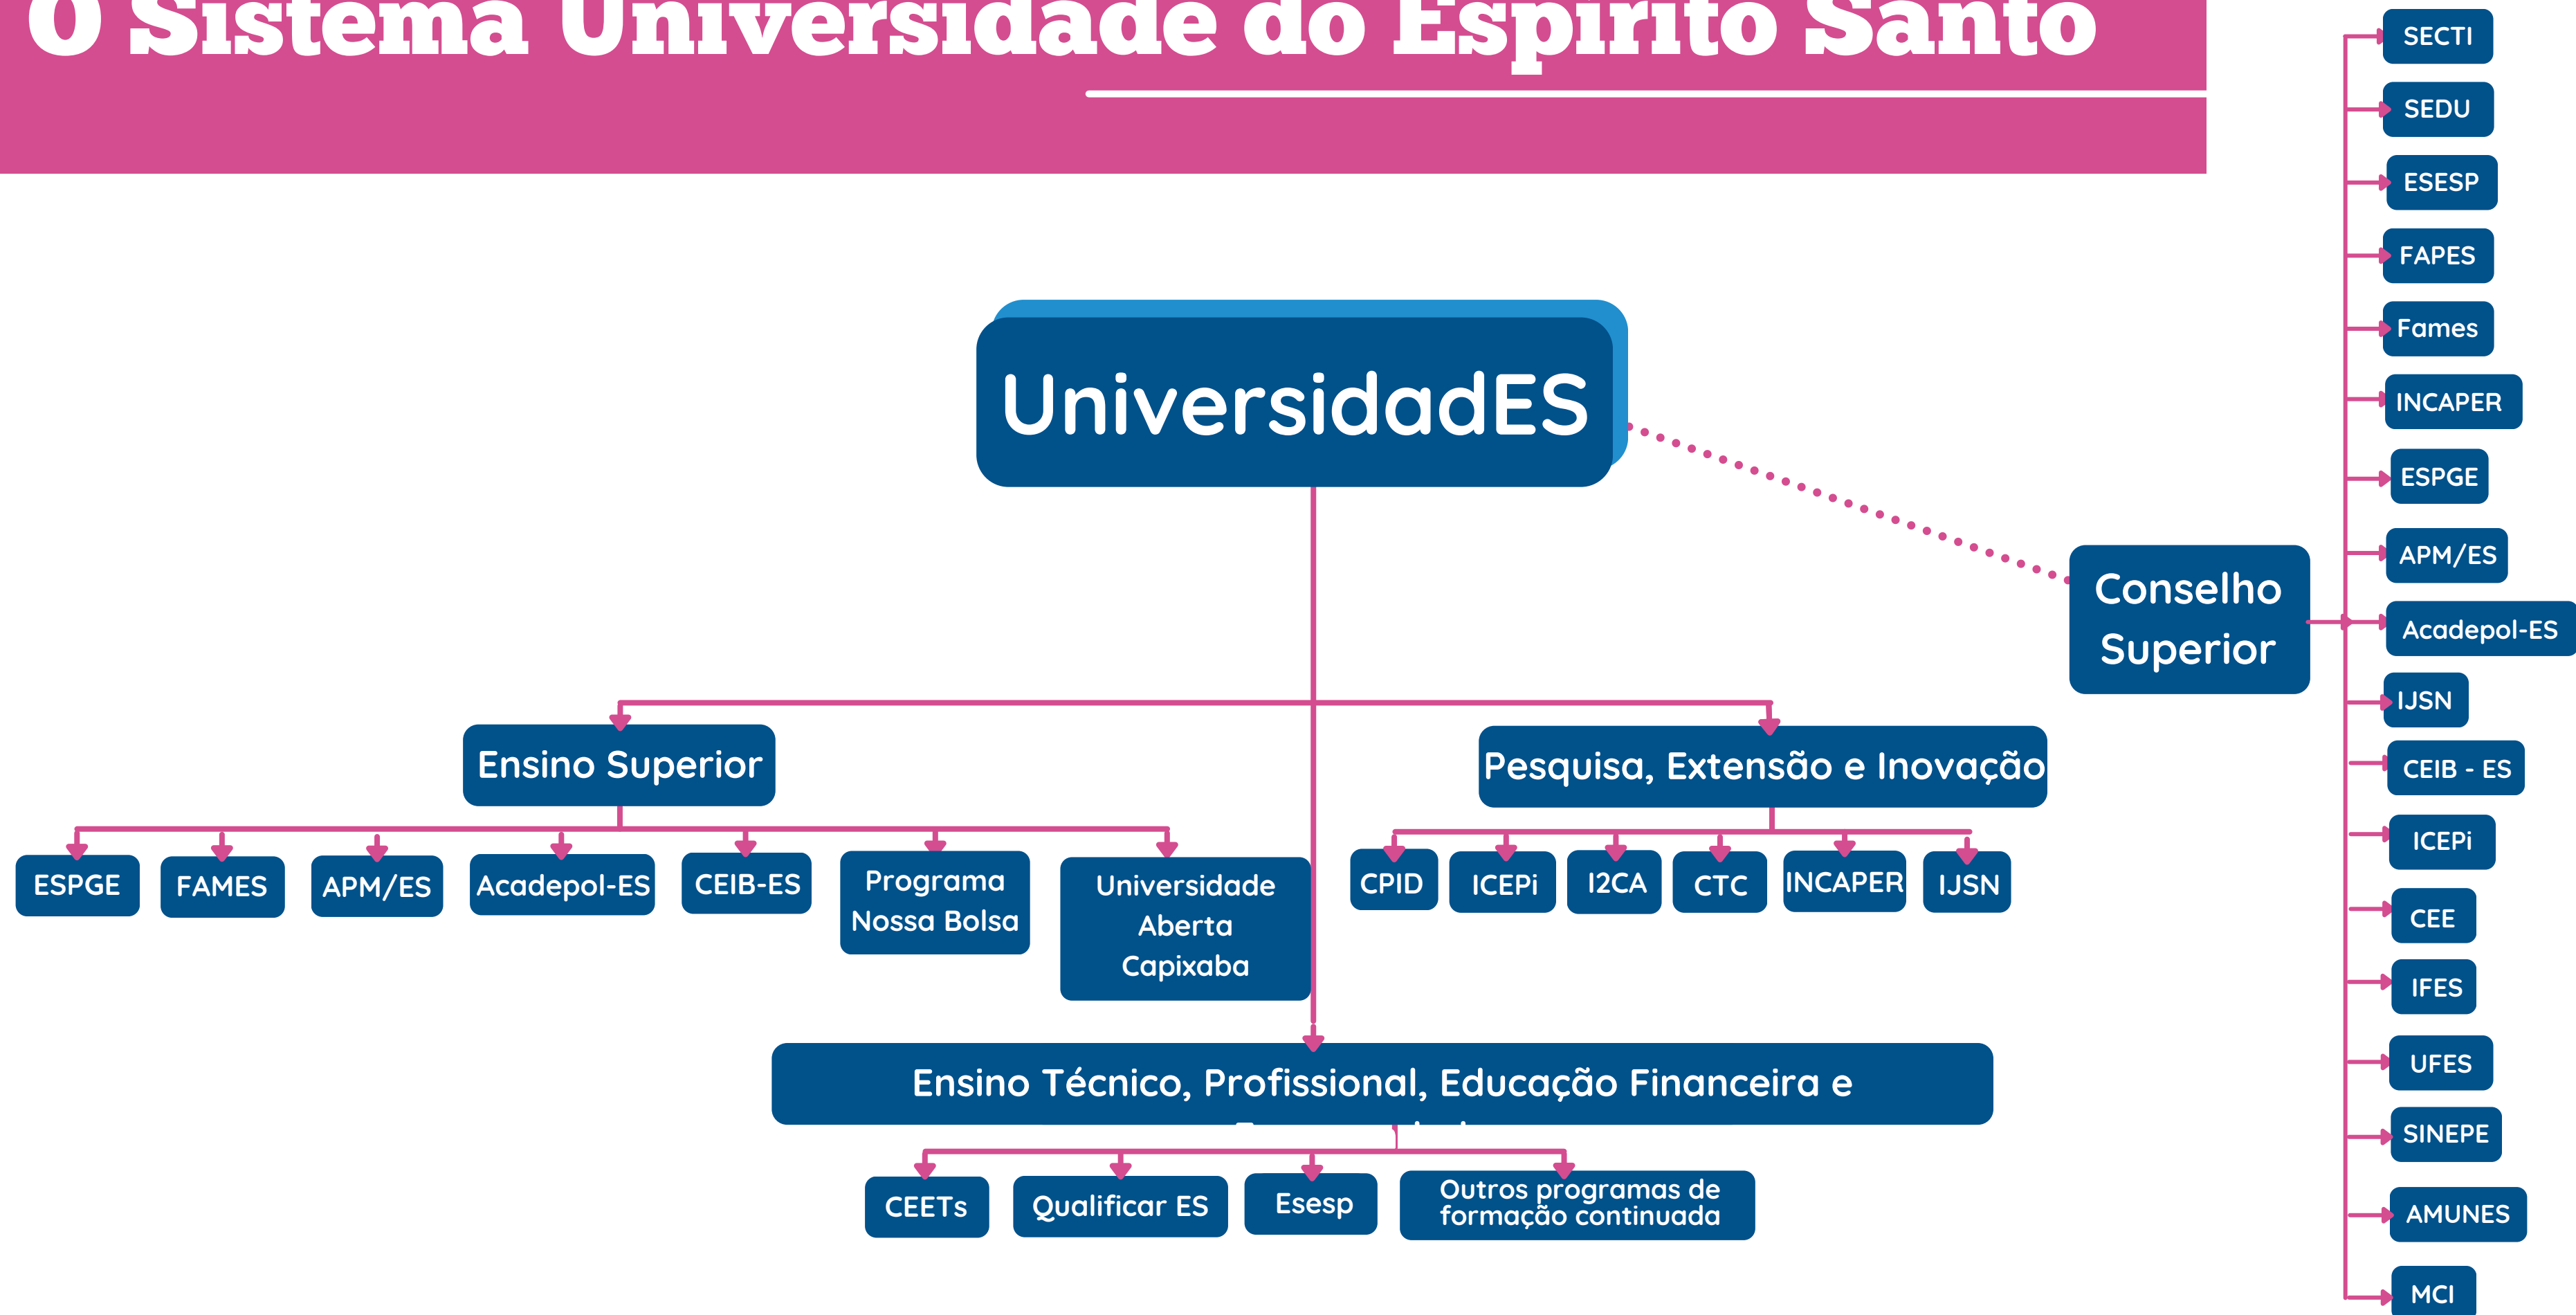 O Sistema Universidade do Espírito Santo
UniversidadES
Conselho
Superior
Ensino Superior
Pesquisa, Extensão e Inovação
ESPGE
FAMES
APM/ES
Acadepol-ES
CEIB-ES
Programa
Nossa Bolsa
Universidade
Aberta
Capixaba
CPID
ICEPi
I2CA
CTC
INCAPER
IJSN
Ensino Técnico, Profissional, Educação Financeira e
CEETs
Qualificar ES
Esesp
Outros programas de
formação continuada
SECTI
SEDU
ESESP
FAPES
Fames
INCAPER
ESPGE
APM/ES
Acadepol-ES
IJSN
CEIB - ES
ICEPi
CEE
IFES
UFES
SINEPE
AMUNES
MCI